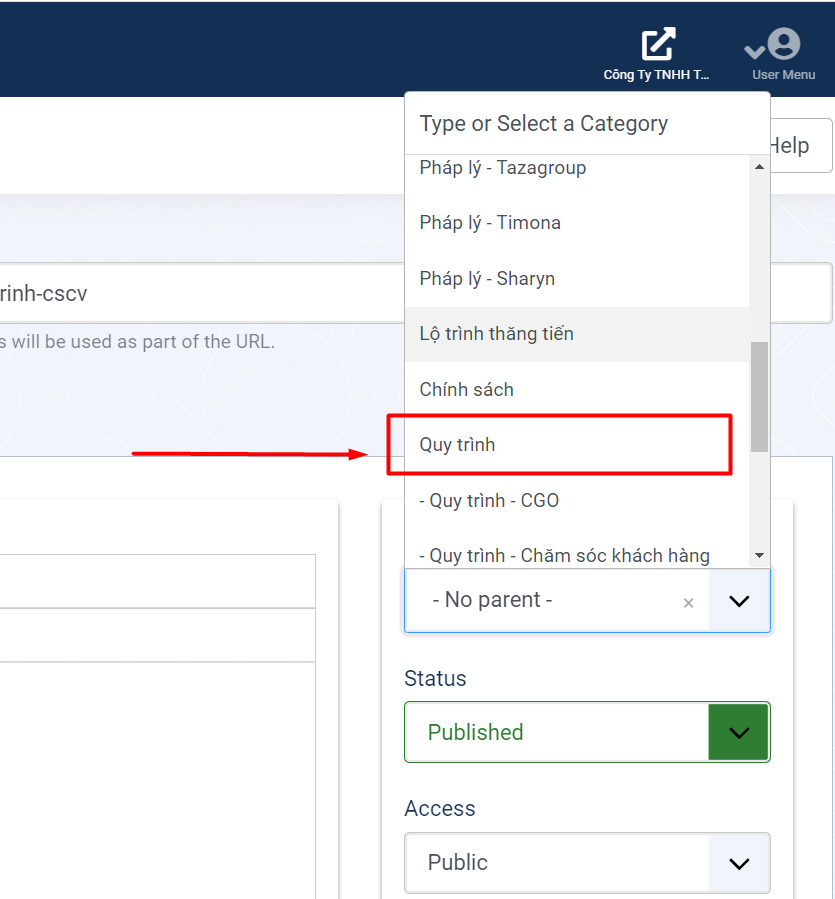 Công Ty TNHH T...
User Menu
Type or Select a Category
Help
Pháp lý - Tazagroup
Pháp lý - Timona
Pháp lý - Sharyn
rinh-cscv
Lộ trình thăng tiến
s will be used as part of the URL.
Chính sách
Quy trình
- Quy trình - CGO
- Quy trình - Chăm sóc khách hàng
- No parent -
×
Status
Published
Access
Public